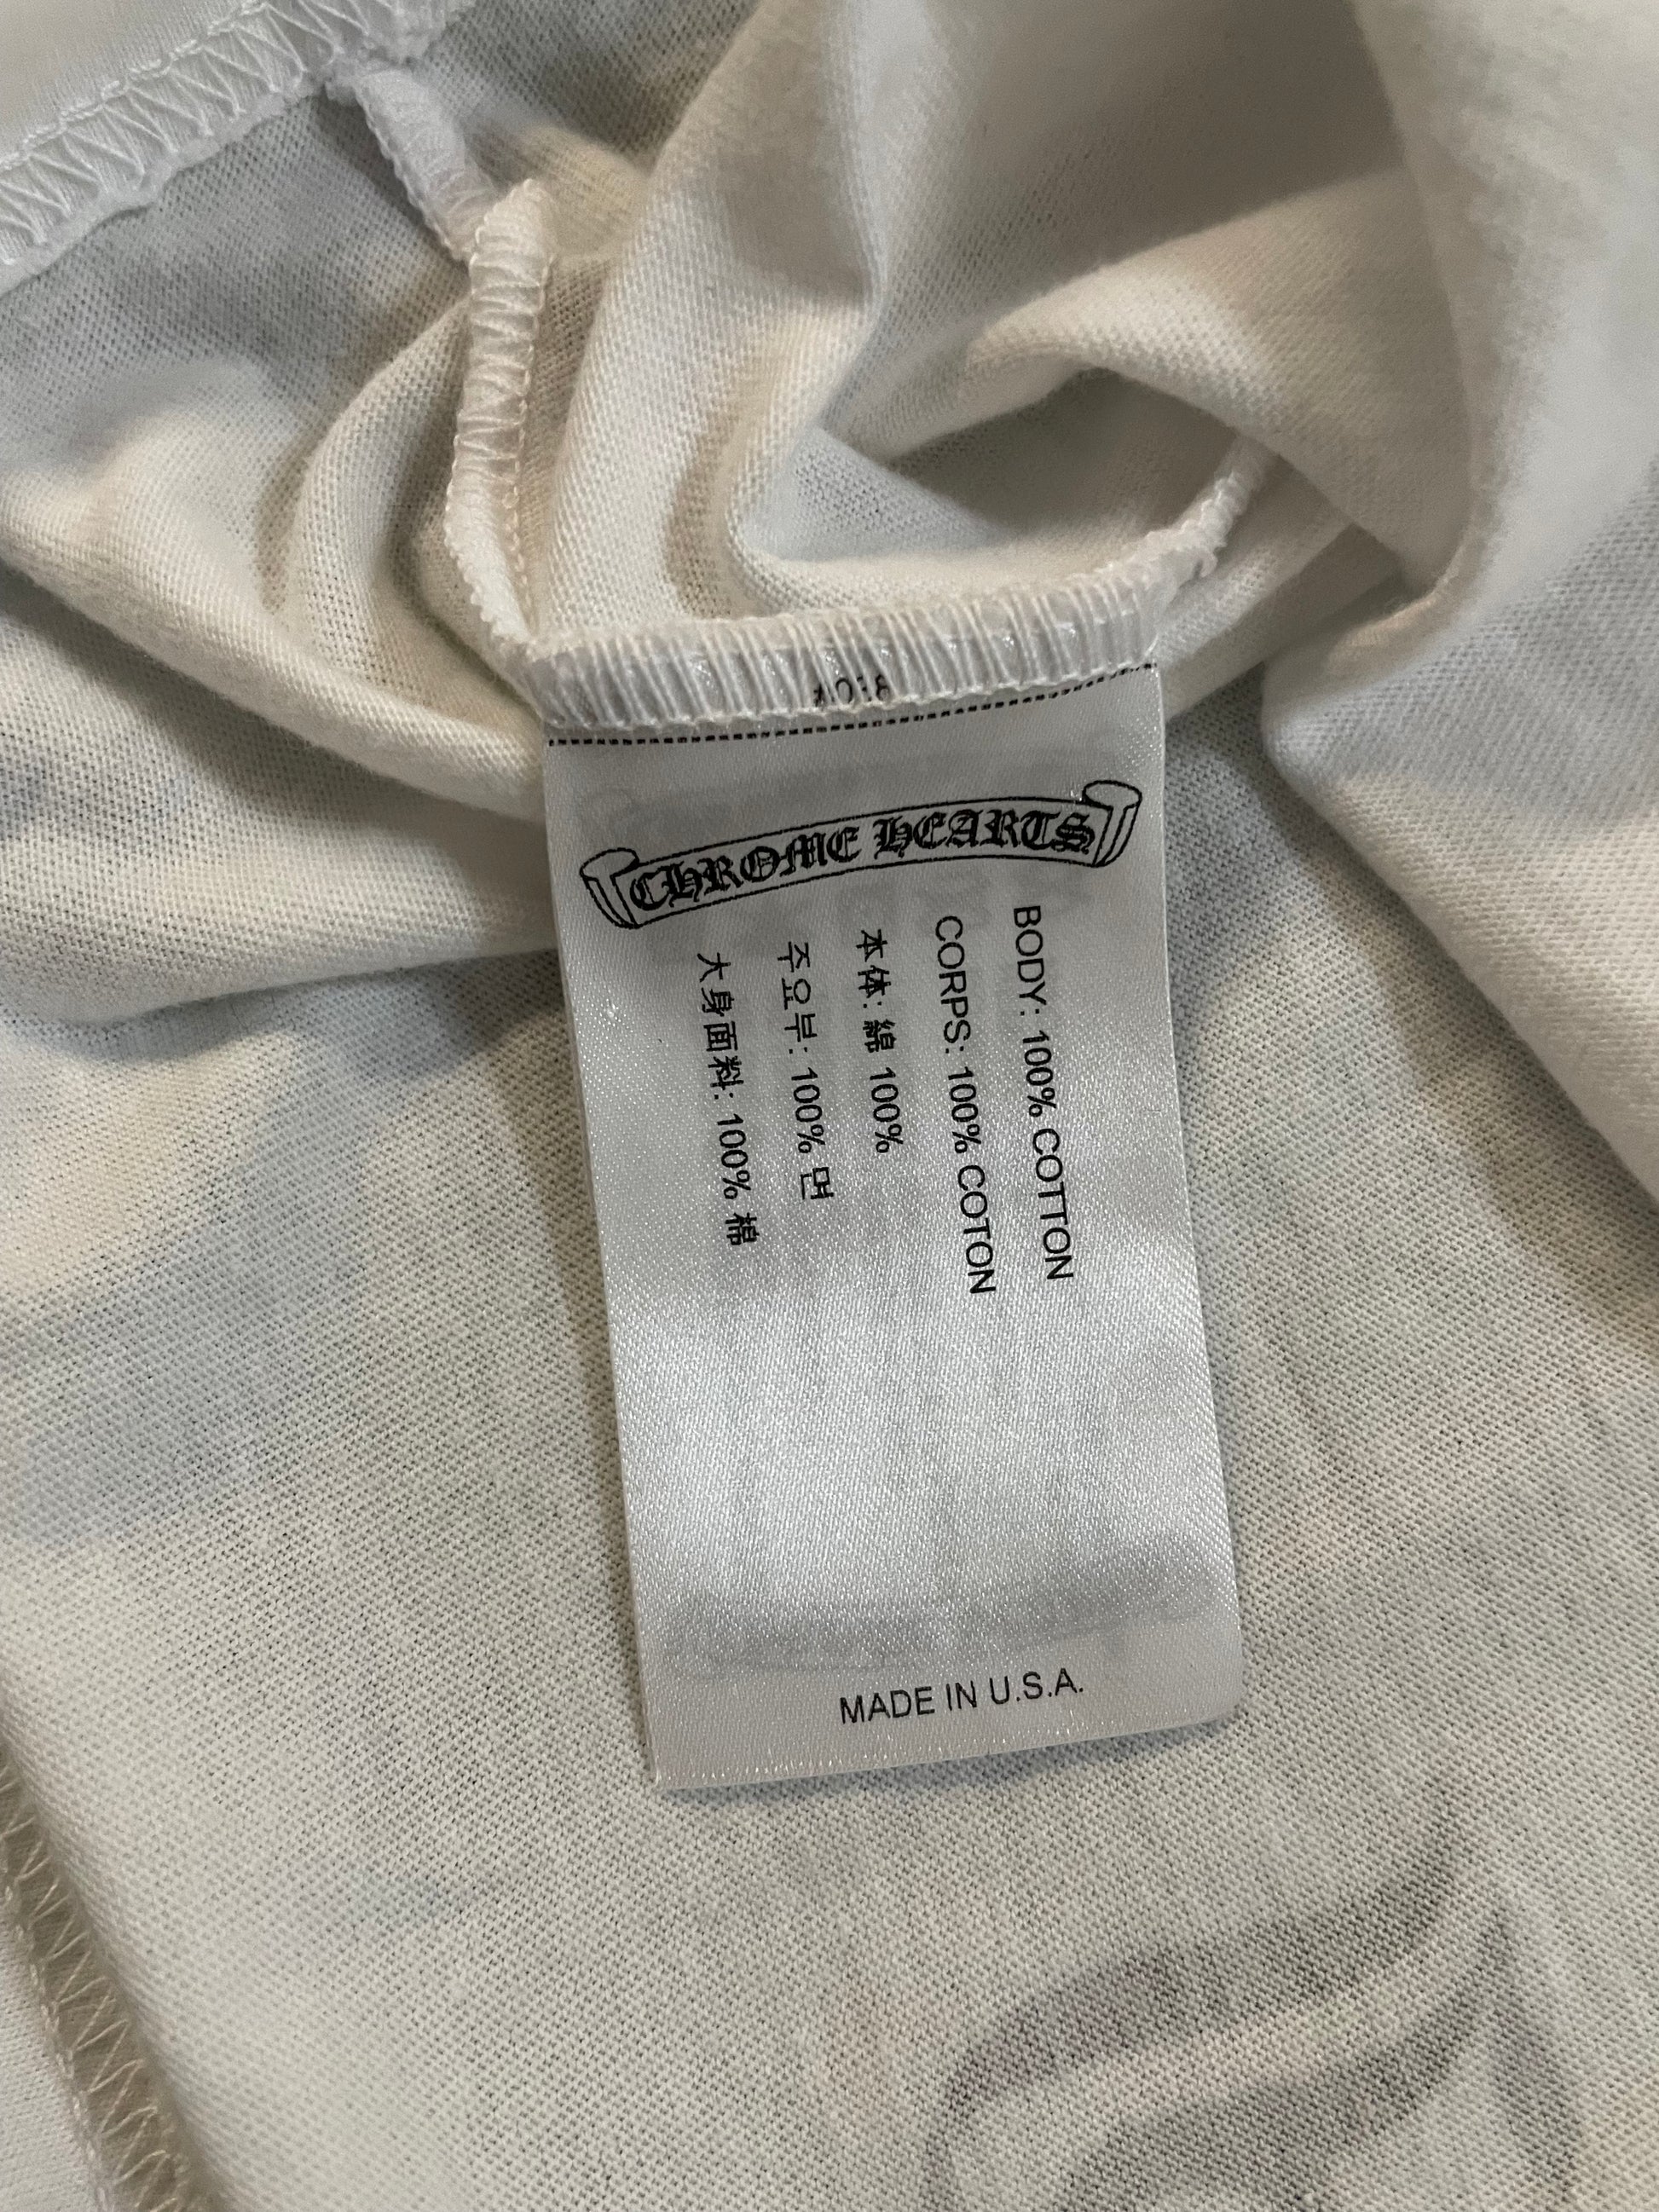 CHROME HEARTS
BODY: 100% COTTON
CORPS: 100% COTON
本体: 綿 100%
주요부: 100% 면
大身面料: 100% 棉
MADE IN U.S.A.